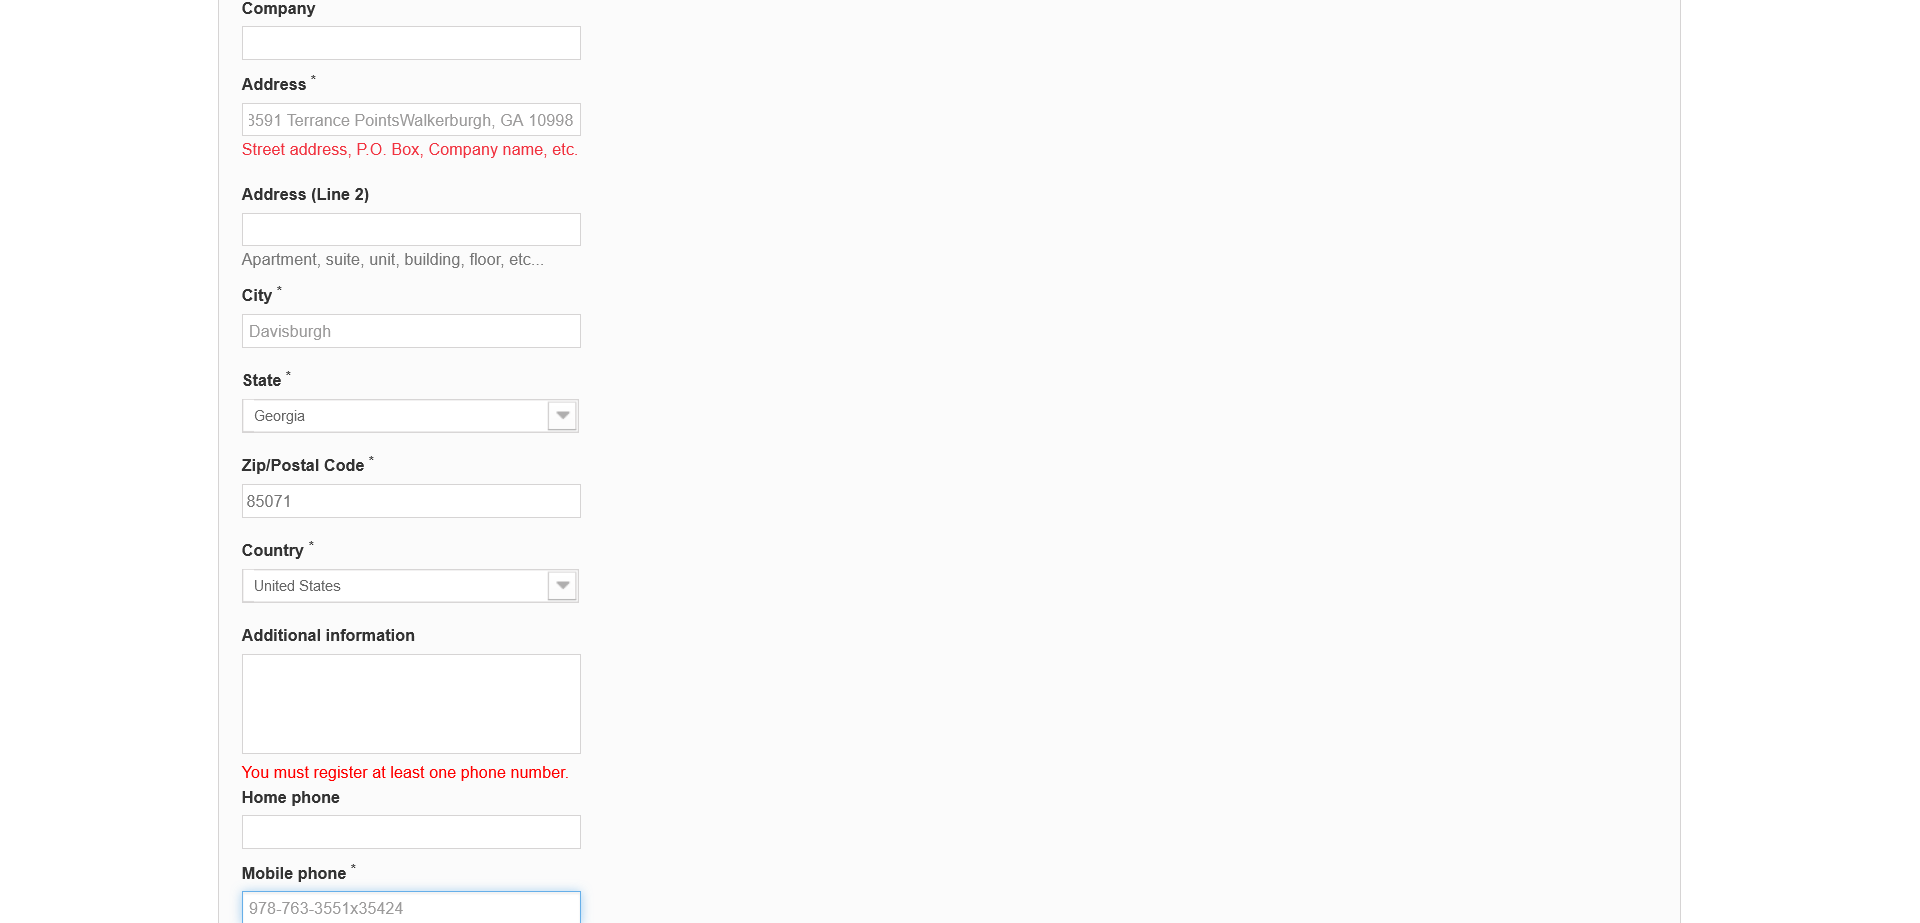 Company
Address *
3591 Terrance PointsWalkerburgh, GA 10998
Street address, P.O. Box, Company name, etc.
Address (Line 2)
Apartment, suite, unit, building, floor, etc...
City *
Davisburgh
State *
Georgia
Zip/Postal Code *
85071
Country *
United States
Additional information
You must register at least one phone number.
Home phone
Mobile phone *
978-763-3551x35424